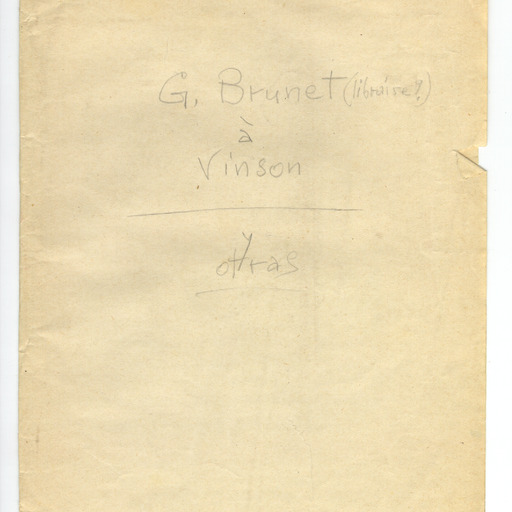 G. Brunet (libraire?)
à
Vinson
y
otras